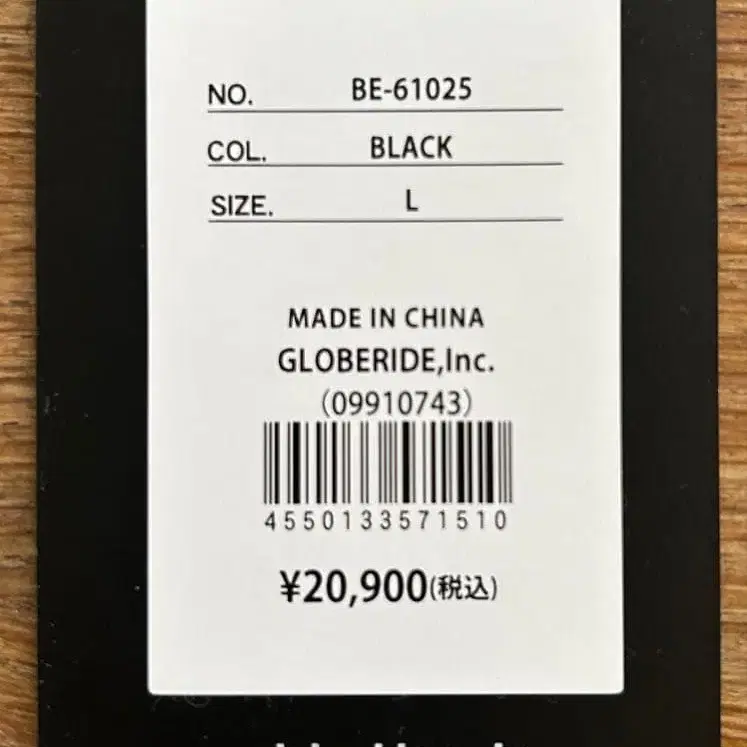 NO. BE-61025
COL. BLACK
SIZE. L
MADE IN CHINA
GLOBERIDE,Inc.
(09910743)
4550133571510
¥20,900(税込)